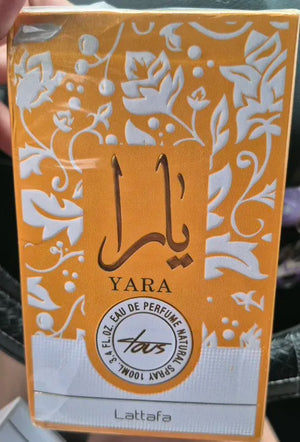 يارا
YARA
EAU DE PERFUME NATURAL SPRAY 100ML 3.4 FL.OZ.
tous
Lattafa